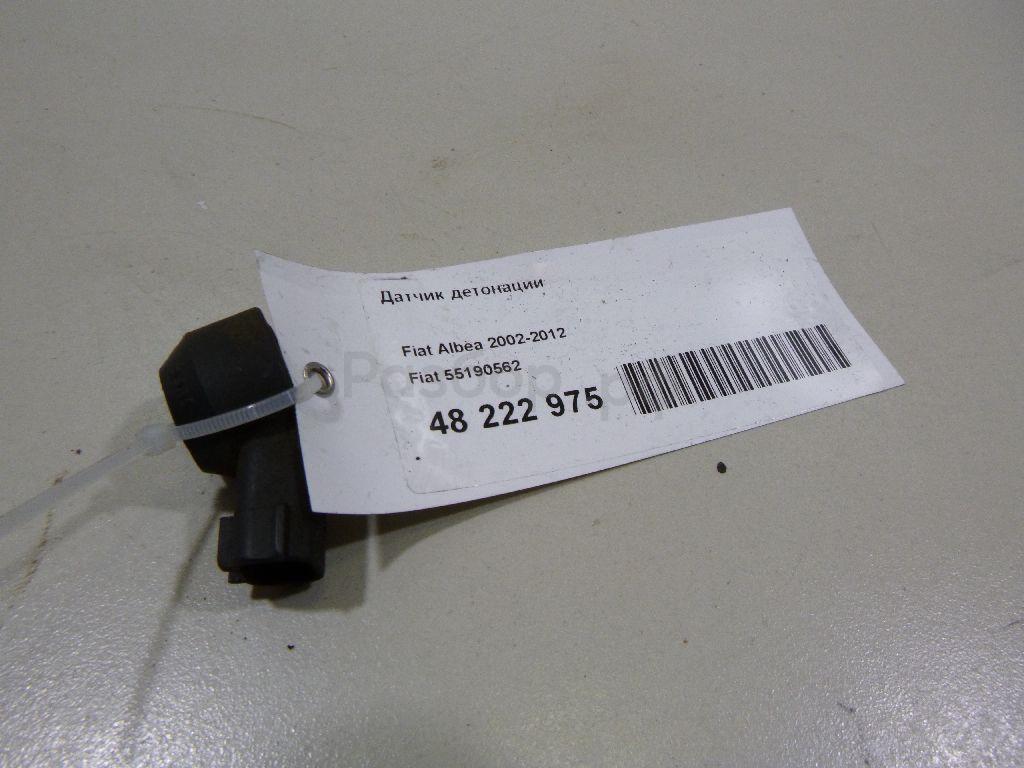 Датчик детонации
Fiat Albea 2002-2012
Fiat 55190562
48 222 975